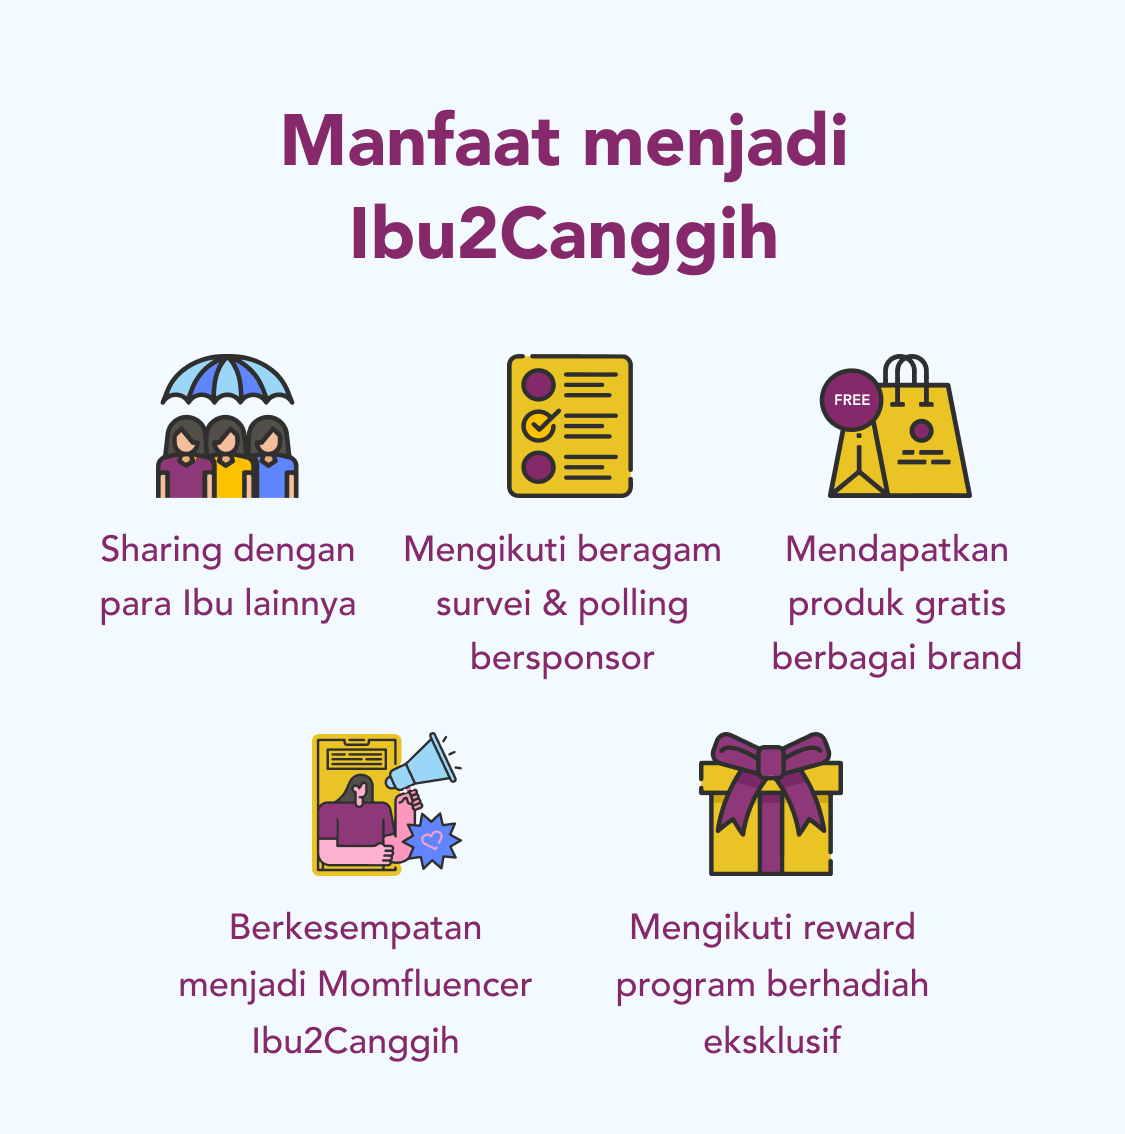 Manfaat menjadi
Ibu2Canggih
FREE
Sharing dengan
para Ibu lainnya
Mengikuti beragam
survei & polling
bersponsor
Mendapatkan
produk gratis
berbagai brand
Berkesempatan
menjadi Momfluencer
Ibu2Canggih
Mengikuti reward
program berhadiah
eksklusif